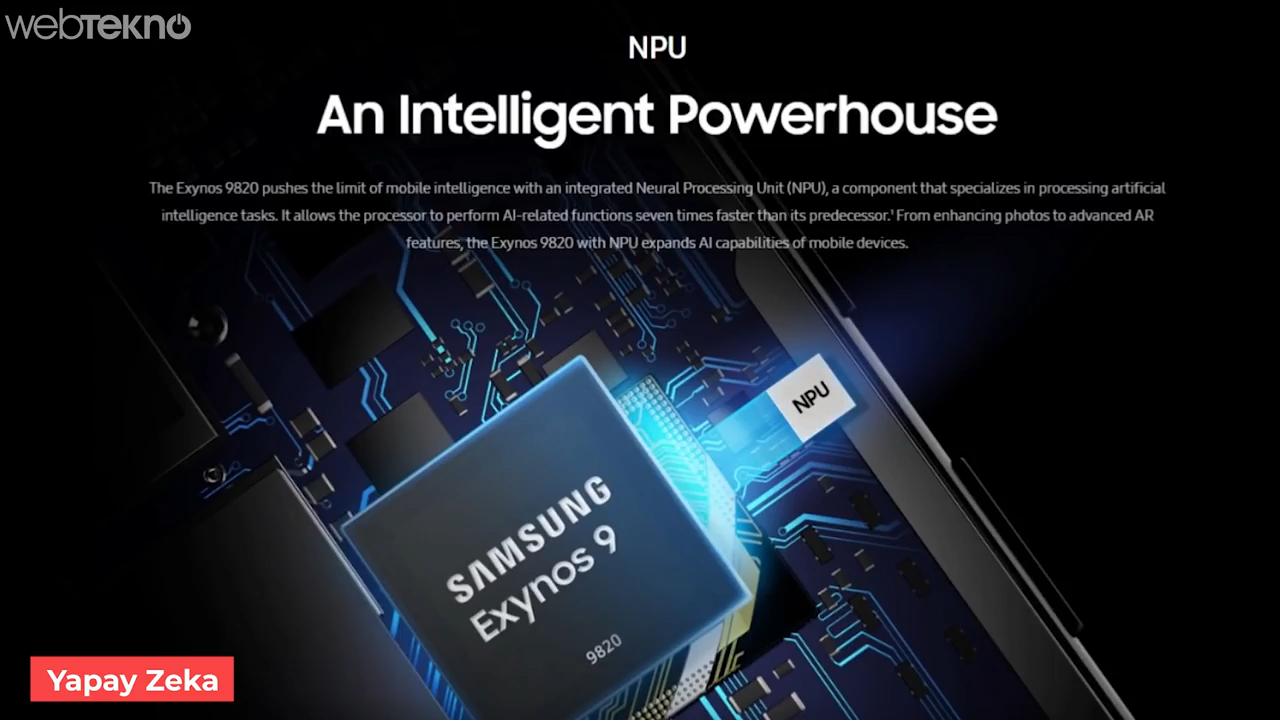 webTEKNO
NPU
An Intelligent Powerhouse
The Exynos 9820 pushes the limit of mobile intelligence with an integrated Neural Processing Unit (NPU), a component that specializes in processing artificial
intelligence tasks. It allows the processor to perform AI-related functions seven times faster than its predecessor.¹ From enhancing photos to advanced AR
features, the Exynos 9820 with NPU expands AI capabilities of mobile devices.
NPU
SAMSUNG
Exynos 9
9820
Yapay Zeka